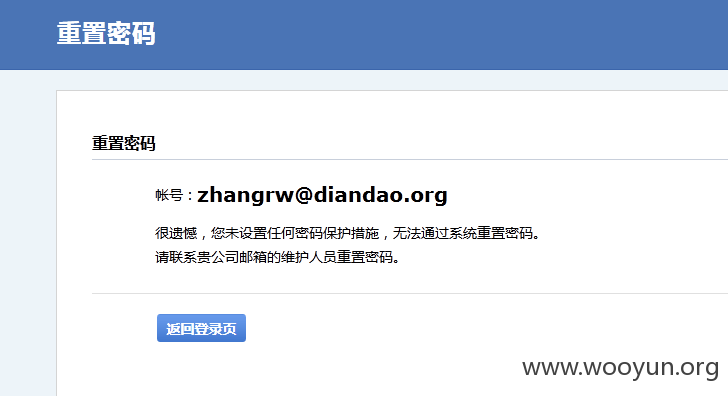 重置密码
重置密码
帐号：zhangrw@diandao.org
很遗憾，您未设置任何密码保护措施，无法通过系统重置密码。
请联系贵公司邮箱的维护人员重置密码。
返回登录页
www.wooyun.org